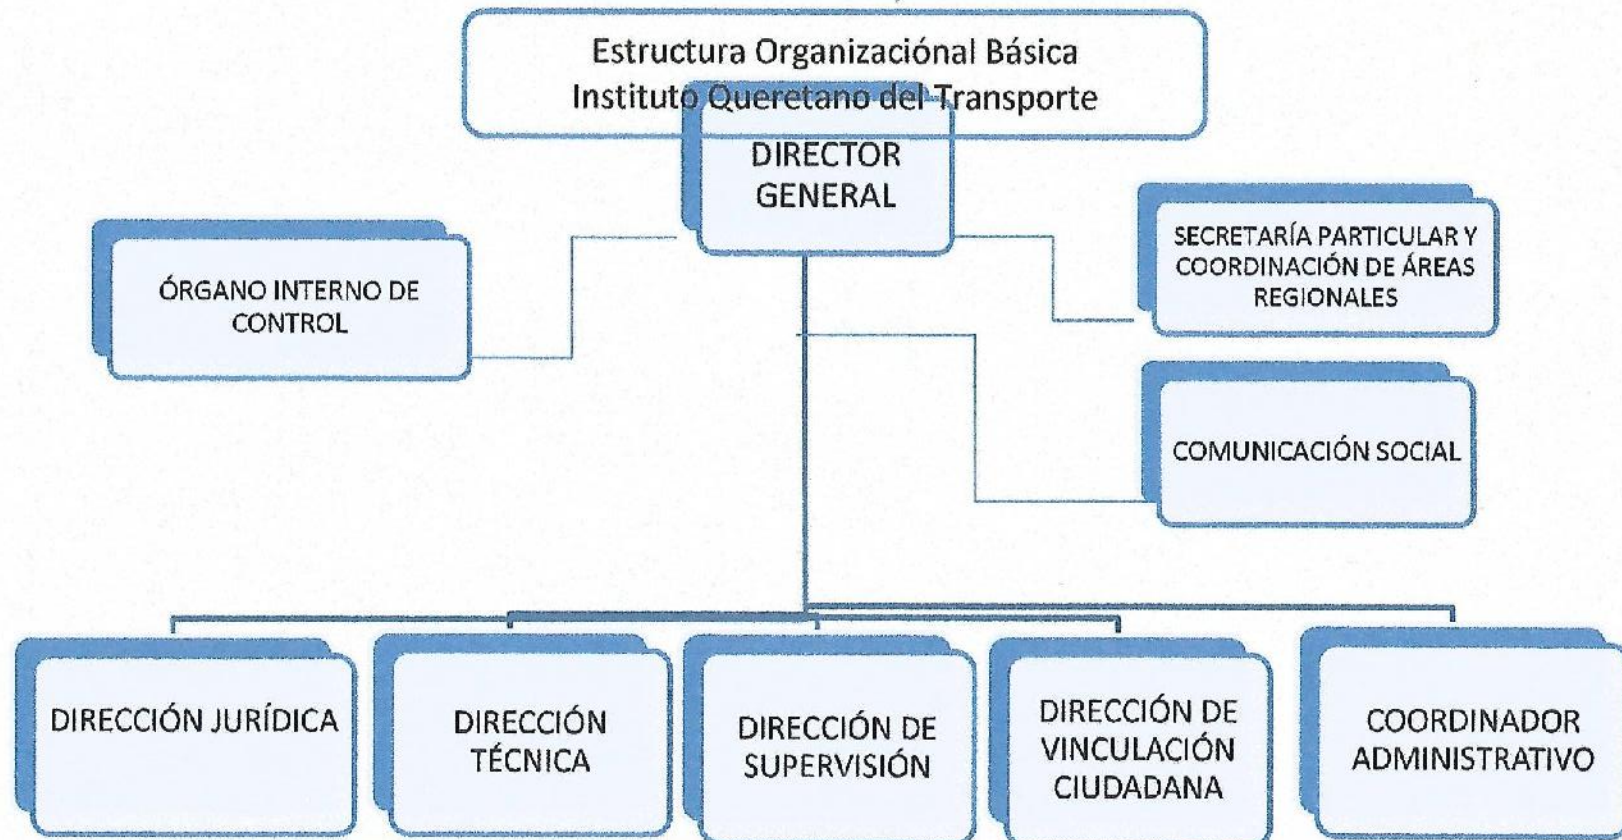 Estructura Organizaciónal Básica
Instituto Queretano del Transporte
DIRECTOR
GENERAL
ÓRGANO INTERNO DE
CONTROL
SECRETARÍA PARTICULAR Y
COORDINACIÓN DE ÁREAS
REGIONALES
COMUNICACIÓN SOCIAL
DIRECCIÓN JURÍDICA
DIRECCIÓN
TÉCNICA
DIRECCIÓN DE
SUPERVISIÓN
DIRECCIÓN DE
VINCULACIÓN
CIUDADANA
COORDINADOR
ADMINISTRATIVO